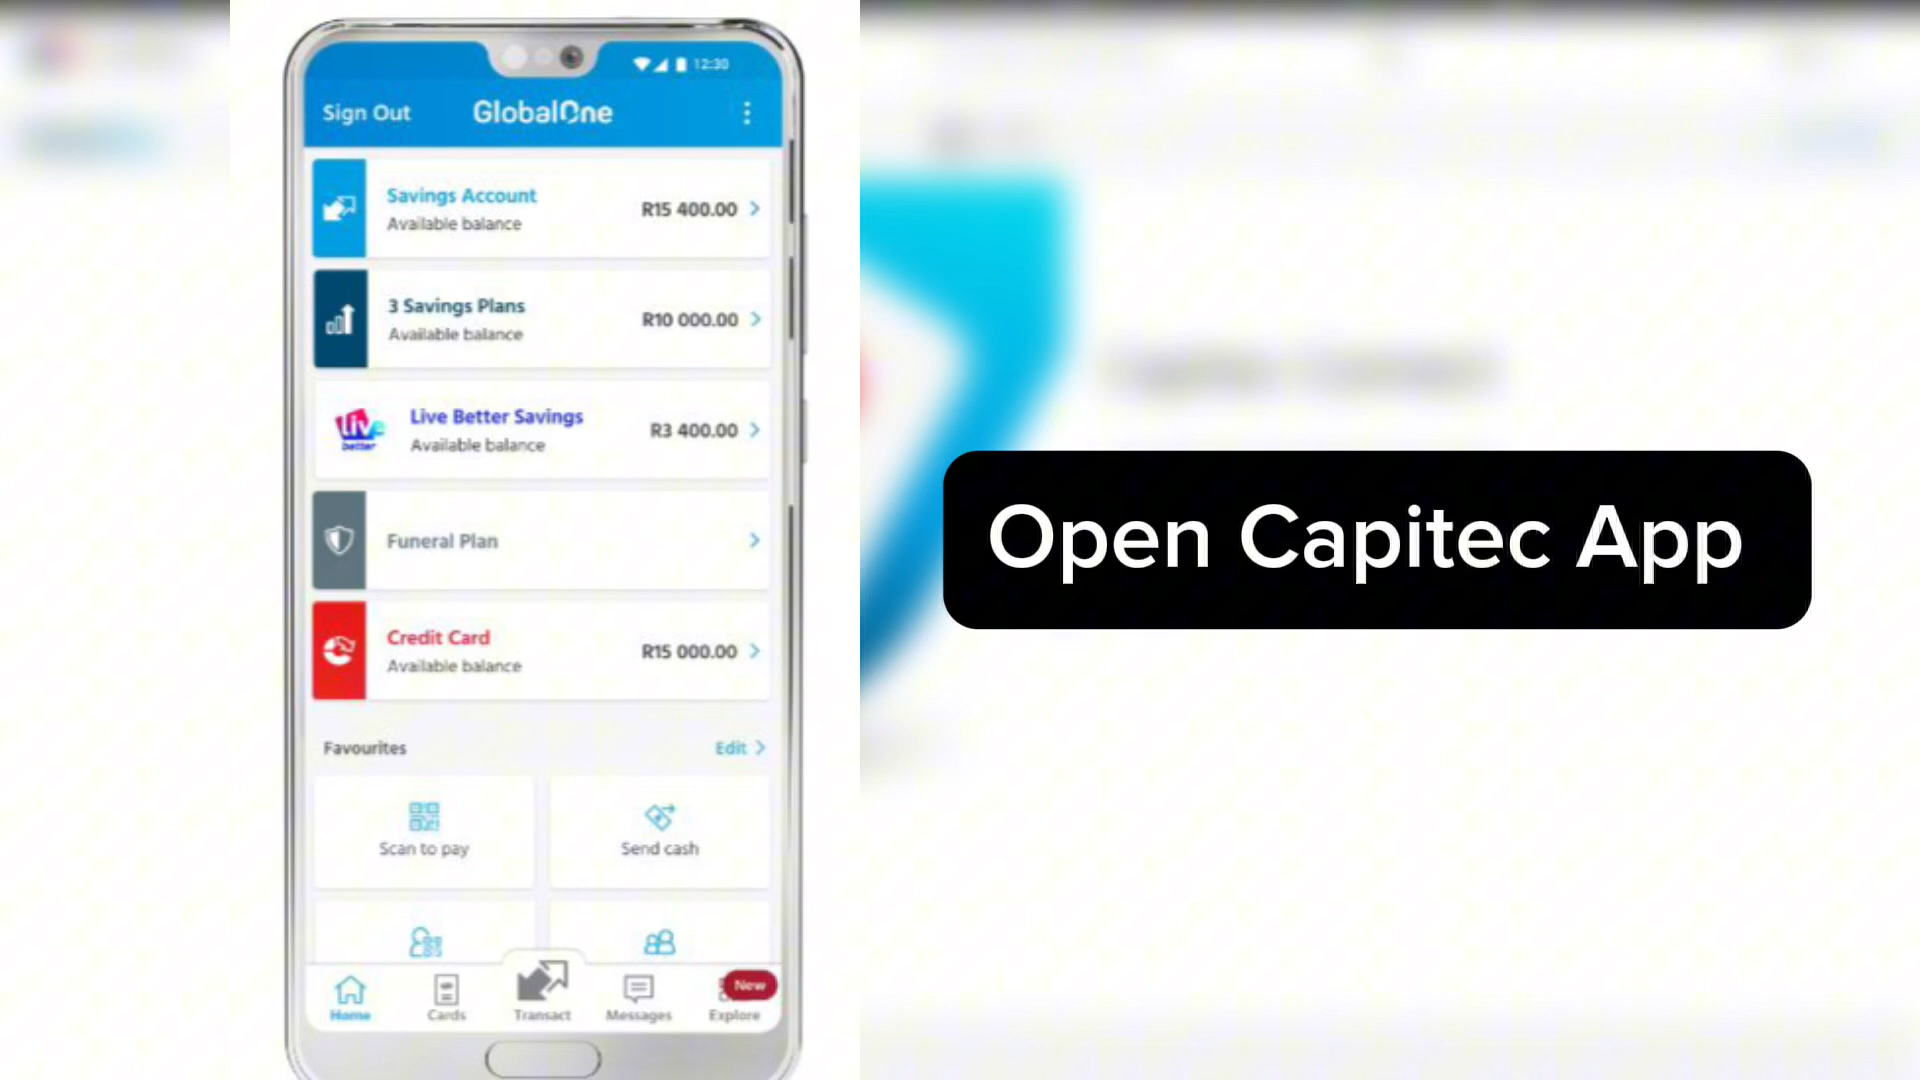 12:30
Sign Out GlobalOne
Savings Account
Available balance
R15 400.00
3 Savings Plans
Available balance
R10 000.00
Live better
Live Better Savings
Available balance
R3 400.00
Funeral Plan
Credit Card
Available balance
R15 000.00
Favourites Edit
Scan to pay Send cash
New
Home Cards Transact Messages Explore
Open Capitec App